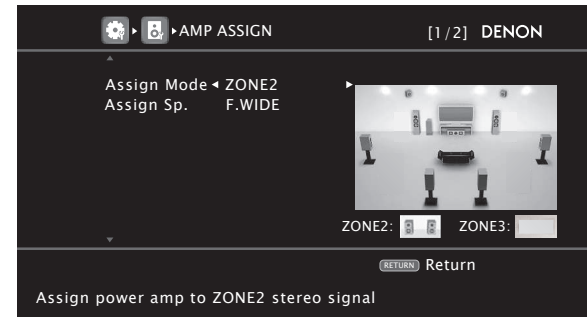 AMP ASSIGN [1/2] DENON
Assign Mode ZONE2
Assign Sp. F.WIDE
ZONE2: ZONE3:
RETURN Return
Assign power amp to ZONE2 stereo signal